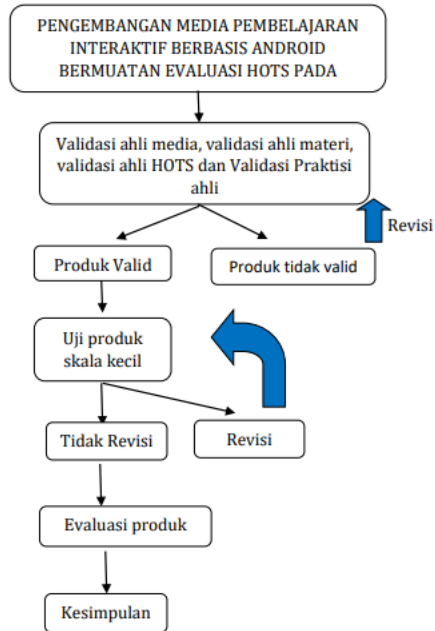 PENGEMBANGAN MEDIA PEMBELAJARAN
INTERAKTIF BERBASIS ANDROID
BERMUATAN EVALUASI HOTS PADA
Validasi ahli media, validasi ahli materi,
validasi ahli HOTS dan Validasi Praktisi
ahli
Revisi
Produk Valid
Produk tidak valid
Uji produk
skala kecil
Tidak Revisi
Revisi
Evaluasi produk
Kesimpulan